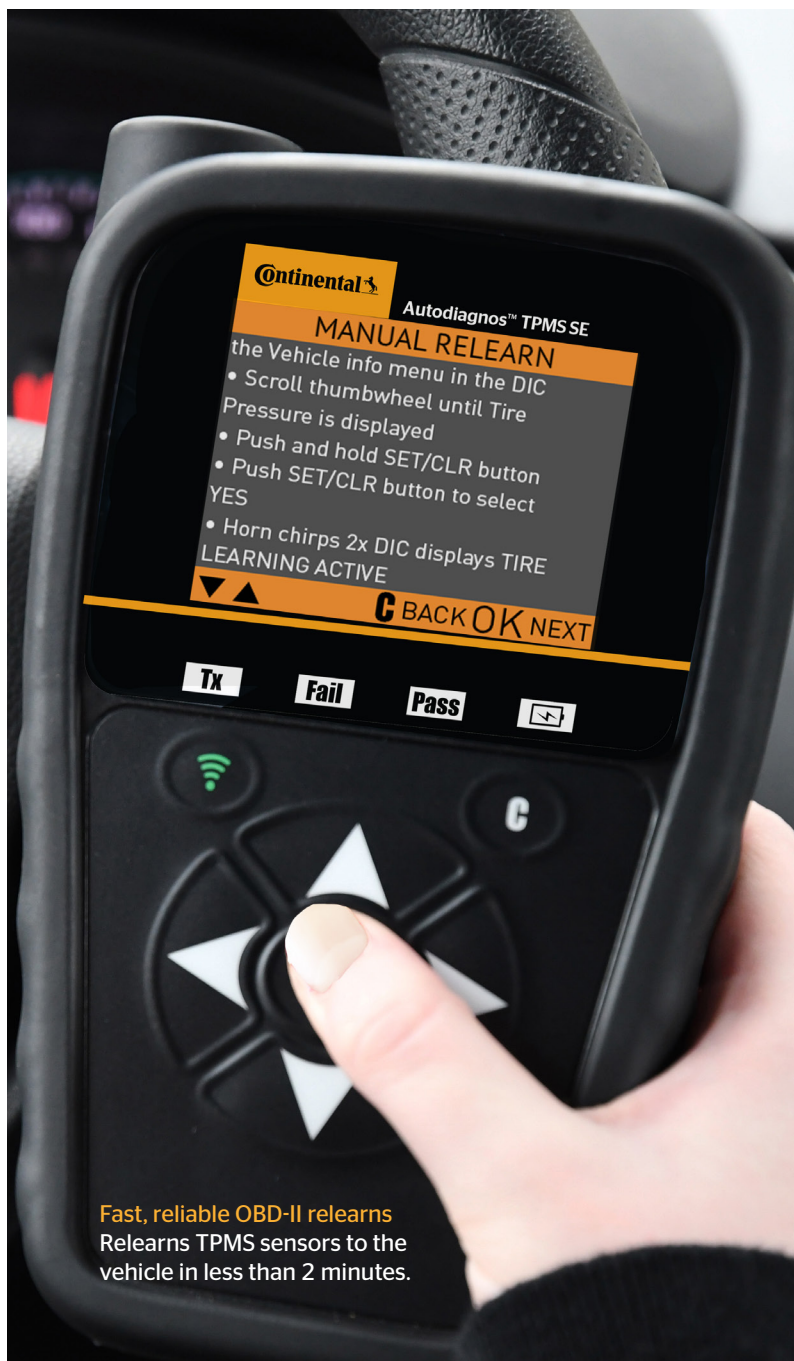 Continental
Autodiagnos™ TPMS SE
MANUAL RELEARN
the Vehicle info menu in the DIC
• Scroll thumbwheel until Tire
Pressure is displayed
• Push and hold SET/CLR button
• Push SET/CLR button to select
YES
• Horn chirps 2x DIC displays TIRE
LEARNING ACTIVE
C BACK OK NEXT
Tx Fail Pass
C
Fast, reliable OBD-II relearns
Relearns TPMS sensors to the
vehicle in less than 2 minutes.